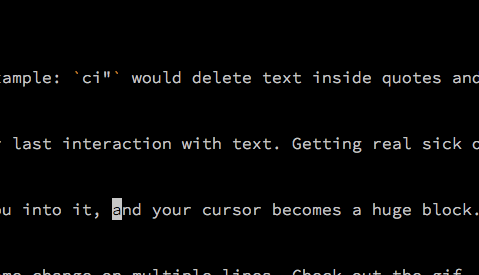 ample: `ci"` would delete text inside quotes and
last interaction with text. Getting real sick
into it, and your cursor becomes a huge block.
change on multiple lines. Check out the gif